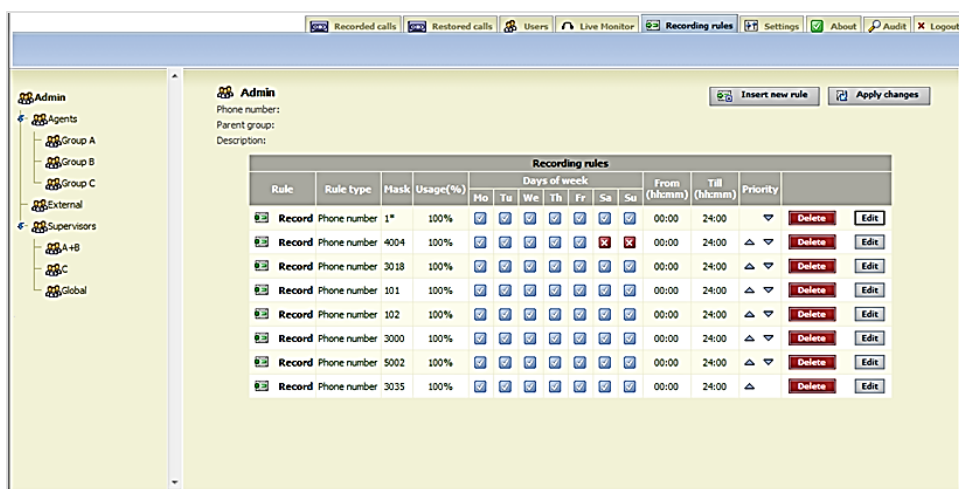 Recorded calls Restored calls Users Live Monitor Recording rules Settings About Audit Logout
Admin
Agents
Group A
Group B
Group C
External
Supervisors
A+B
C
Global
Admin
Insert new rule Apply changes
Phone number:
Parent group:
Description:
Recording rules
Rule Rule type Mask Usage(%) Days of week From (hh:mm) Till (hh:mm) Priority
Mo Tu We Th Fr Sa Su
Record Phone number 1* 100% 00:00 24:00 Delete Edit
Record Phone number 4004 100% 00:00 24:00 Delete Edit
Record Phone number 3018 100% 00:00 24:00 Delete Edit
Record Phone number 101 100% 00:00 24:00 Delete Edit
Record Phone number 102 100% 00:00 24:00 Delete Edit
Record Phone number 3000 100% 00:00 24:00 Delete Edit
Record Phone number 5002 100% 00:00 24:00 Delete Edit
Record Phone number 3035 100% 00:00 24:00 Delete Edit